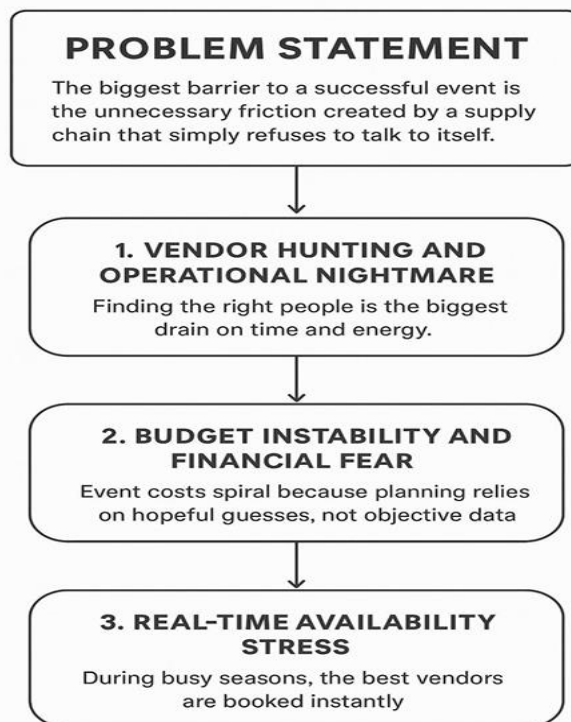 PROBLEM STATEMENT
The biggest barrier to a successful event is
the unnecessary friction created by a supply
chain that simply refuses to talk to itself.
1. VENDOR HUNTING AND
OPERATIONAL NIGHTMARE
Finding the right people is the biggest
drain on time and energy.
2. BUDGET INSTABILITY AND
FINANCIAL FEAR
Event costs spiral because planning relies
on hopeful guesses, not objective data
3. REAL-TIME AVAILABILITY
STRESS
During busy seasons, the best vendors
are booked instantly